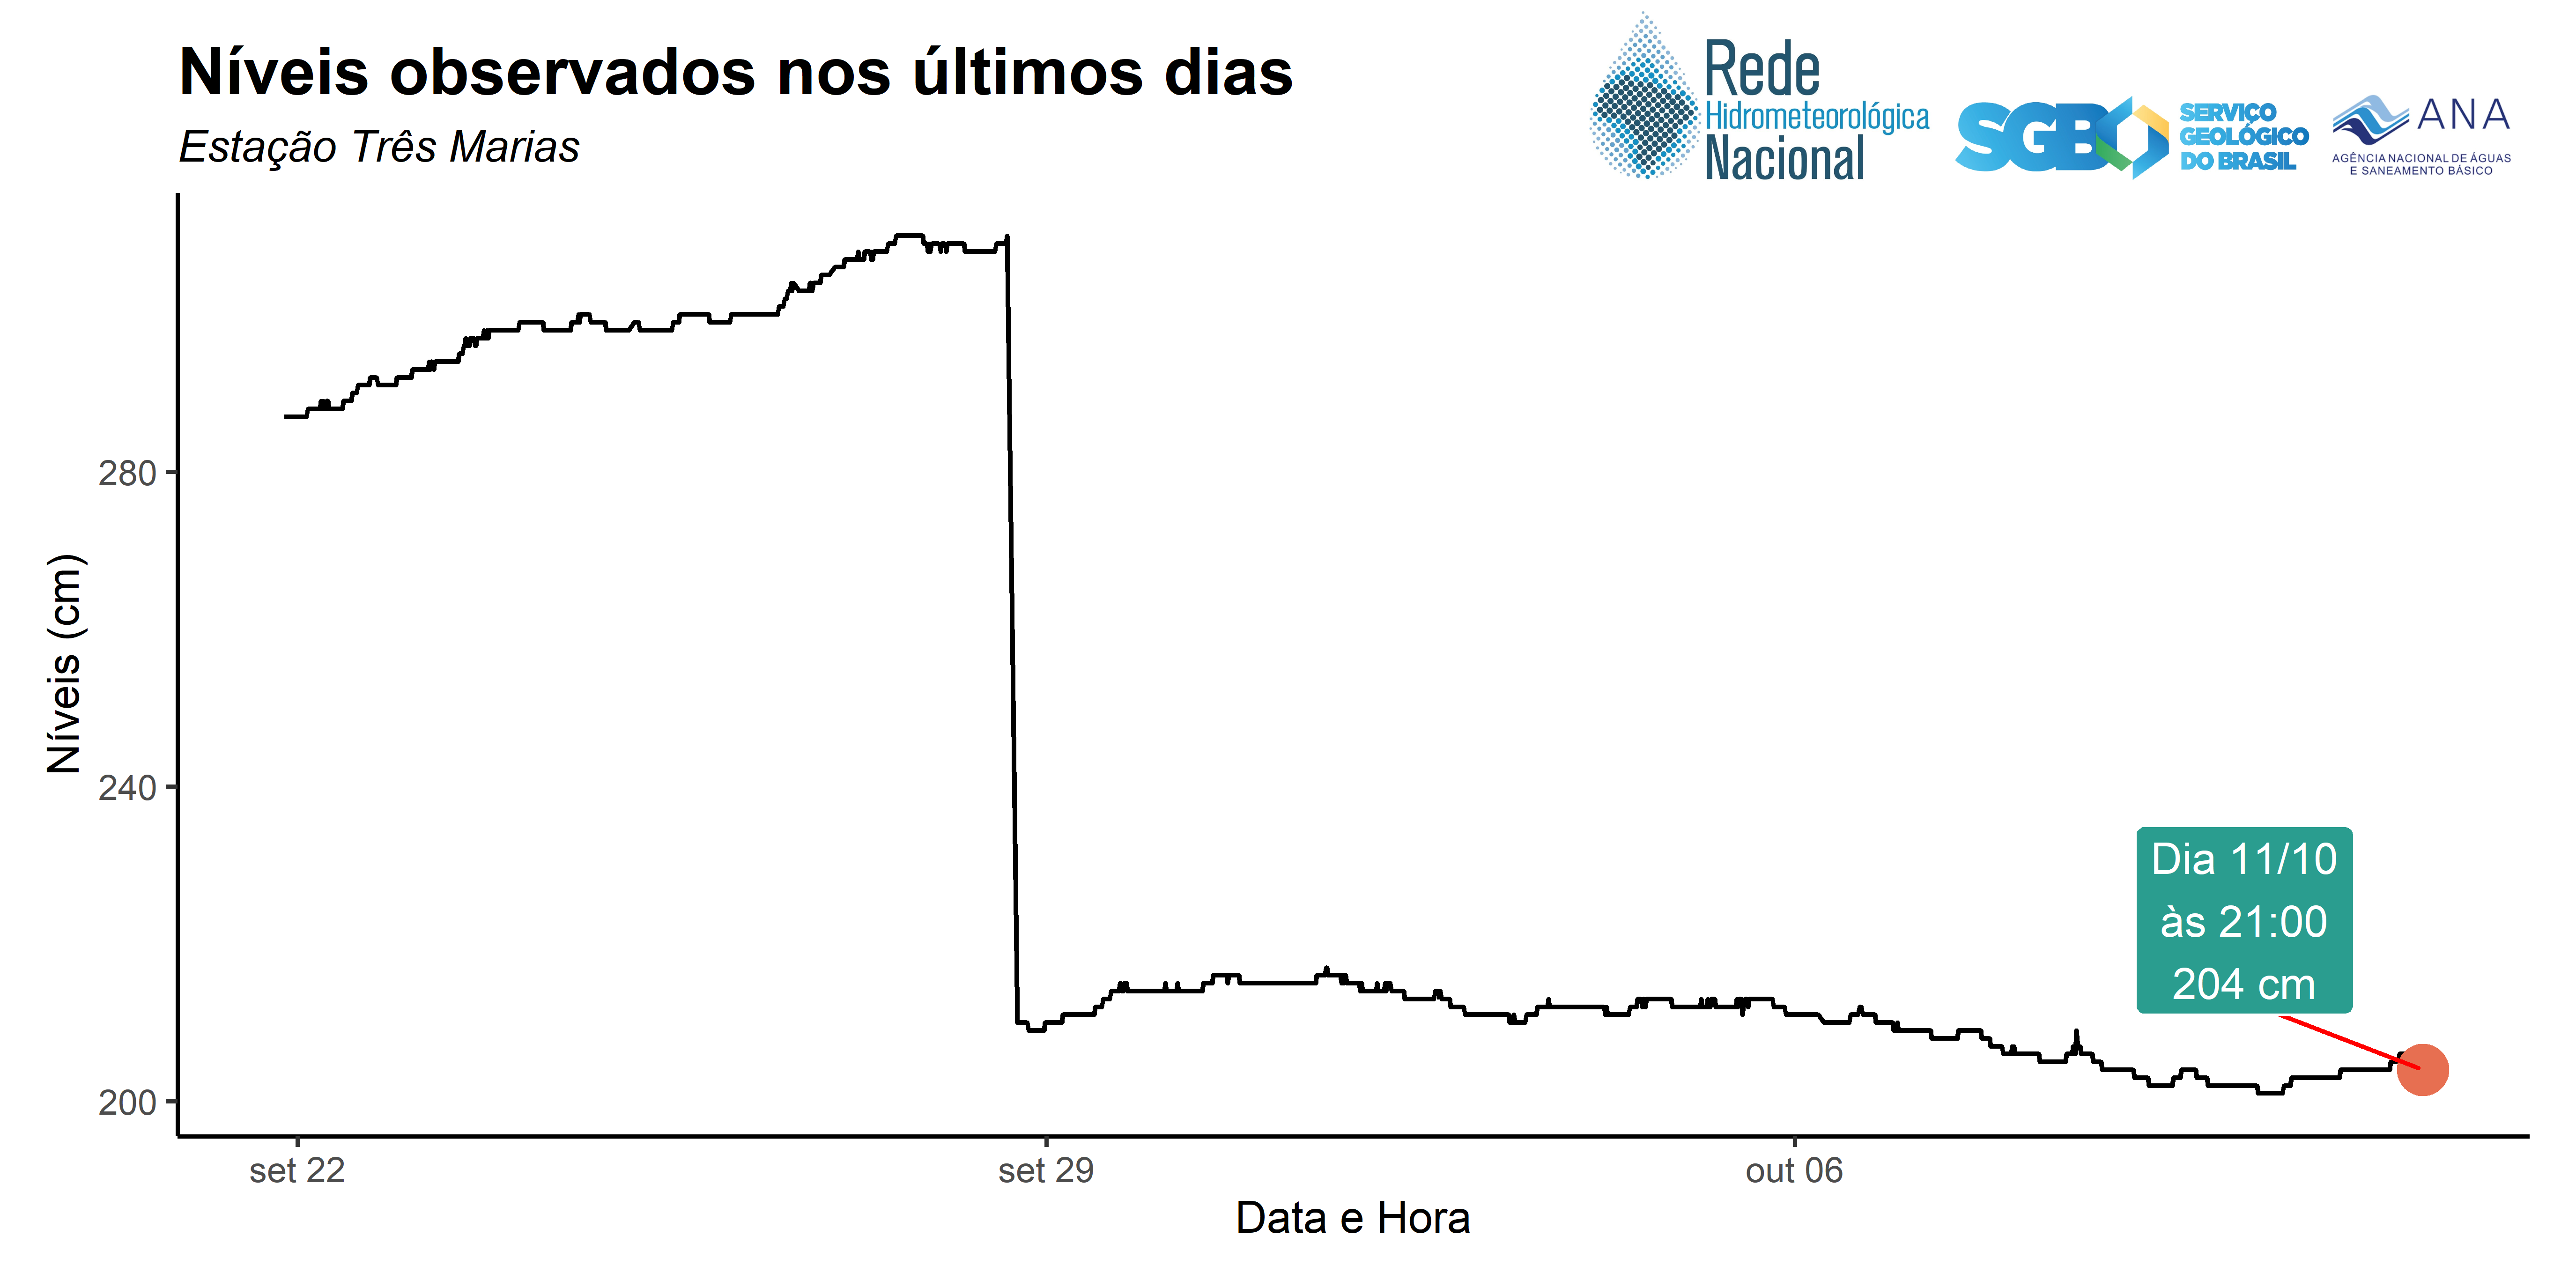 Níveis observados nos últimos dias
Estação Três Marias
Rede
Hidrometeorológica
Nacional
SGB
SERVIÇO
GEOLÓGICO
DO BRASIL
ANA
AGÊNCIA NACIONAL DE ÁGUAS
E SANEAMENTO BÁSICO
Níveis (cm)
280
240
200
Dia 11/10
às 21:00
204 cm
set 22
set 29
out 06
Data e Hora